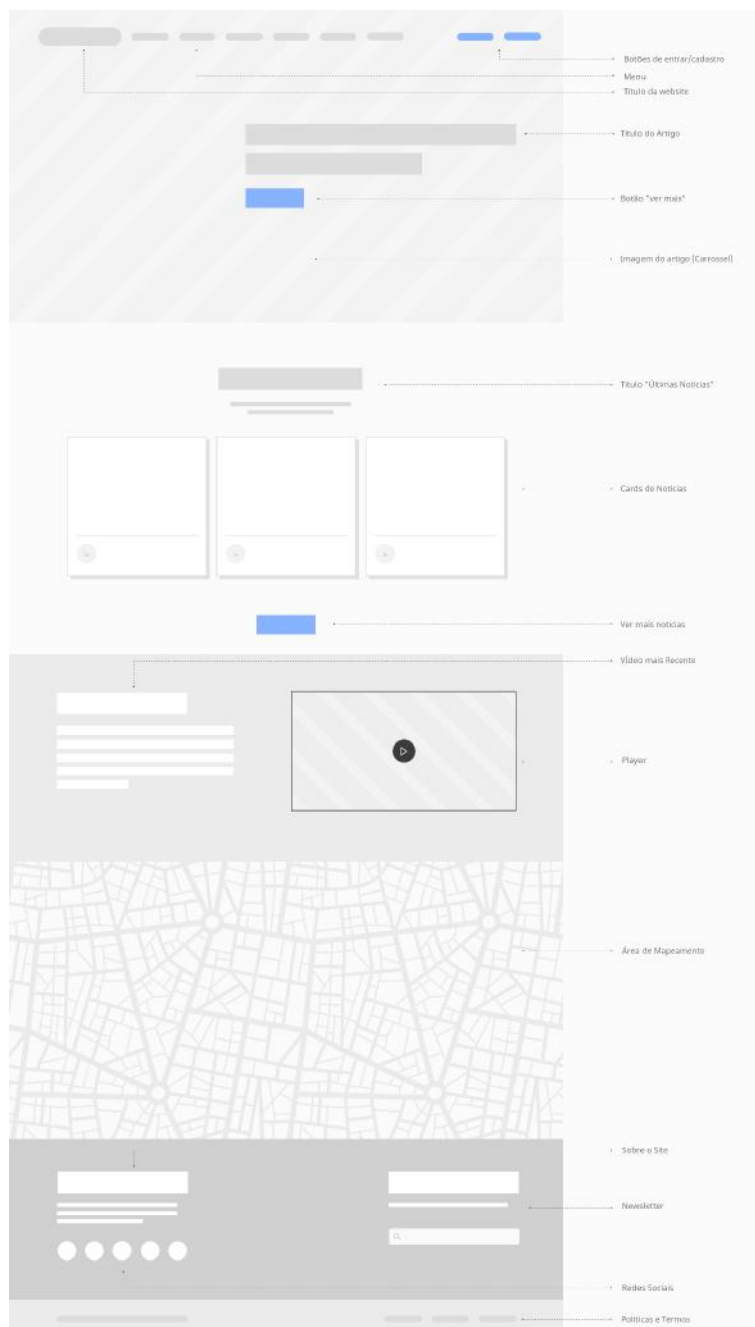 Botões de entrar/cadastro
Menu
Título da website
Título do Artigo
Botão "ver mais"
Imagem do artigo (Carrossel)
Título "Últimas Notícias"
Cards de Notícias
Ver mais notícias
Vídeo mais Recente
Player
Área de Mapeamento
Sobre o Site
Newsletter
Redes Sociais
Políticas e Termos